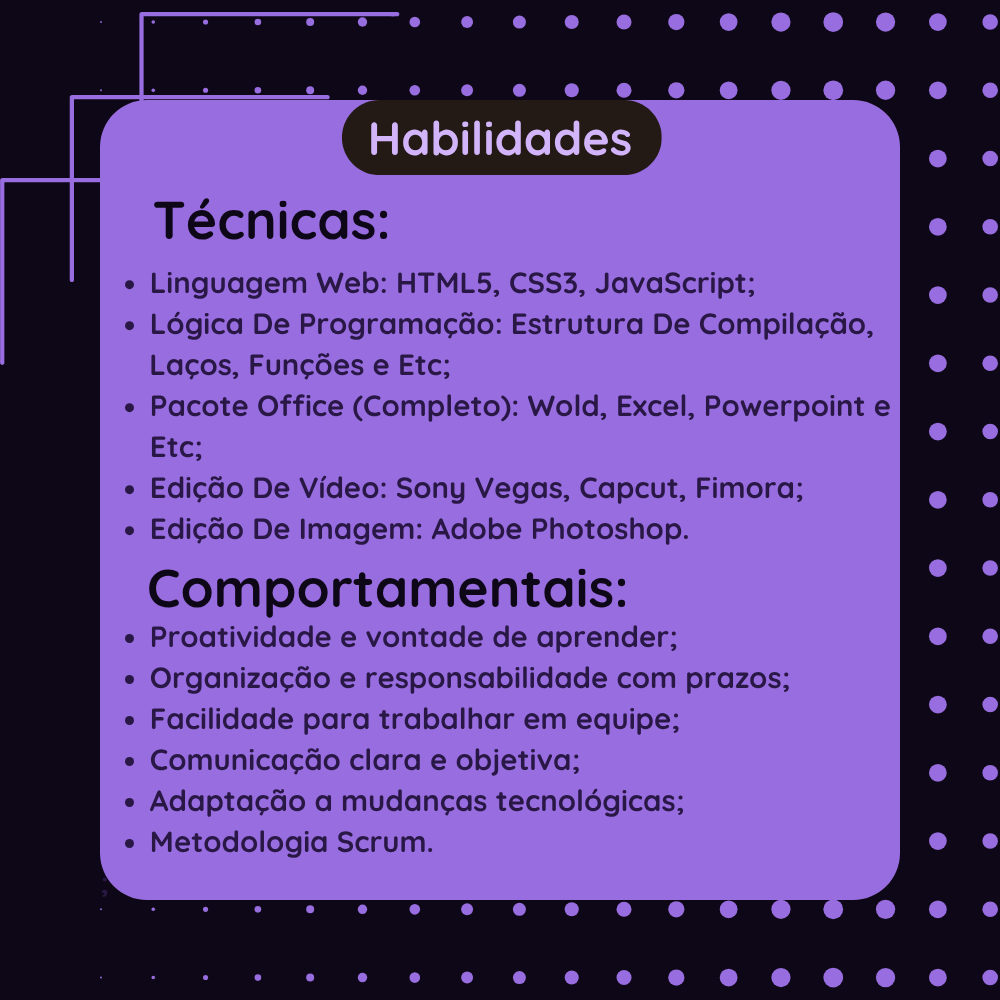 Habilidades
Técnicas:
• Linguagem Web: HTML5, CSS3, JavaScript;
• Lógica De Programação: Estrutura De Compilação,
Laços, Funções e Etc;
• Pacote Office (Completo): Wold, Excel, Powerpoint e
Etc;
• Edição De Vídeo: Sony Vegas, Capcut, Fimora;
• Edição De Imagem: Adobe Photoshop.
Comportamentais:
• Proatividade e vontade de aprender;
• Organização e responsabilidade com prazos;
• Facilidade para trabalhar em equipe;
• Comunicação clara e objetiva;
• Adaptação a mudanças tecnológicas;
• Metodologia Scrum.